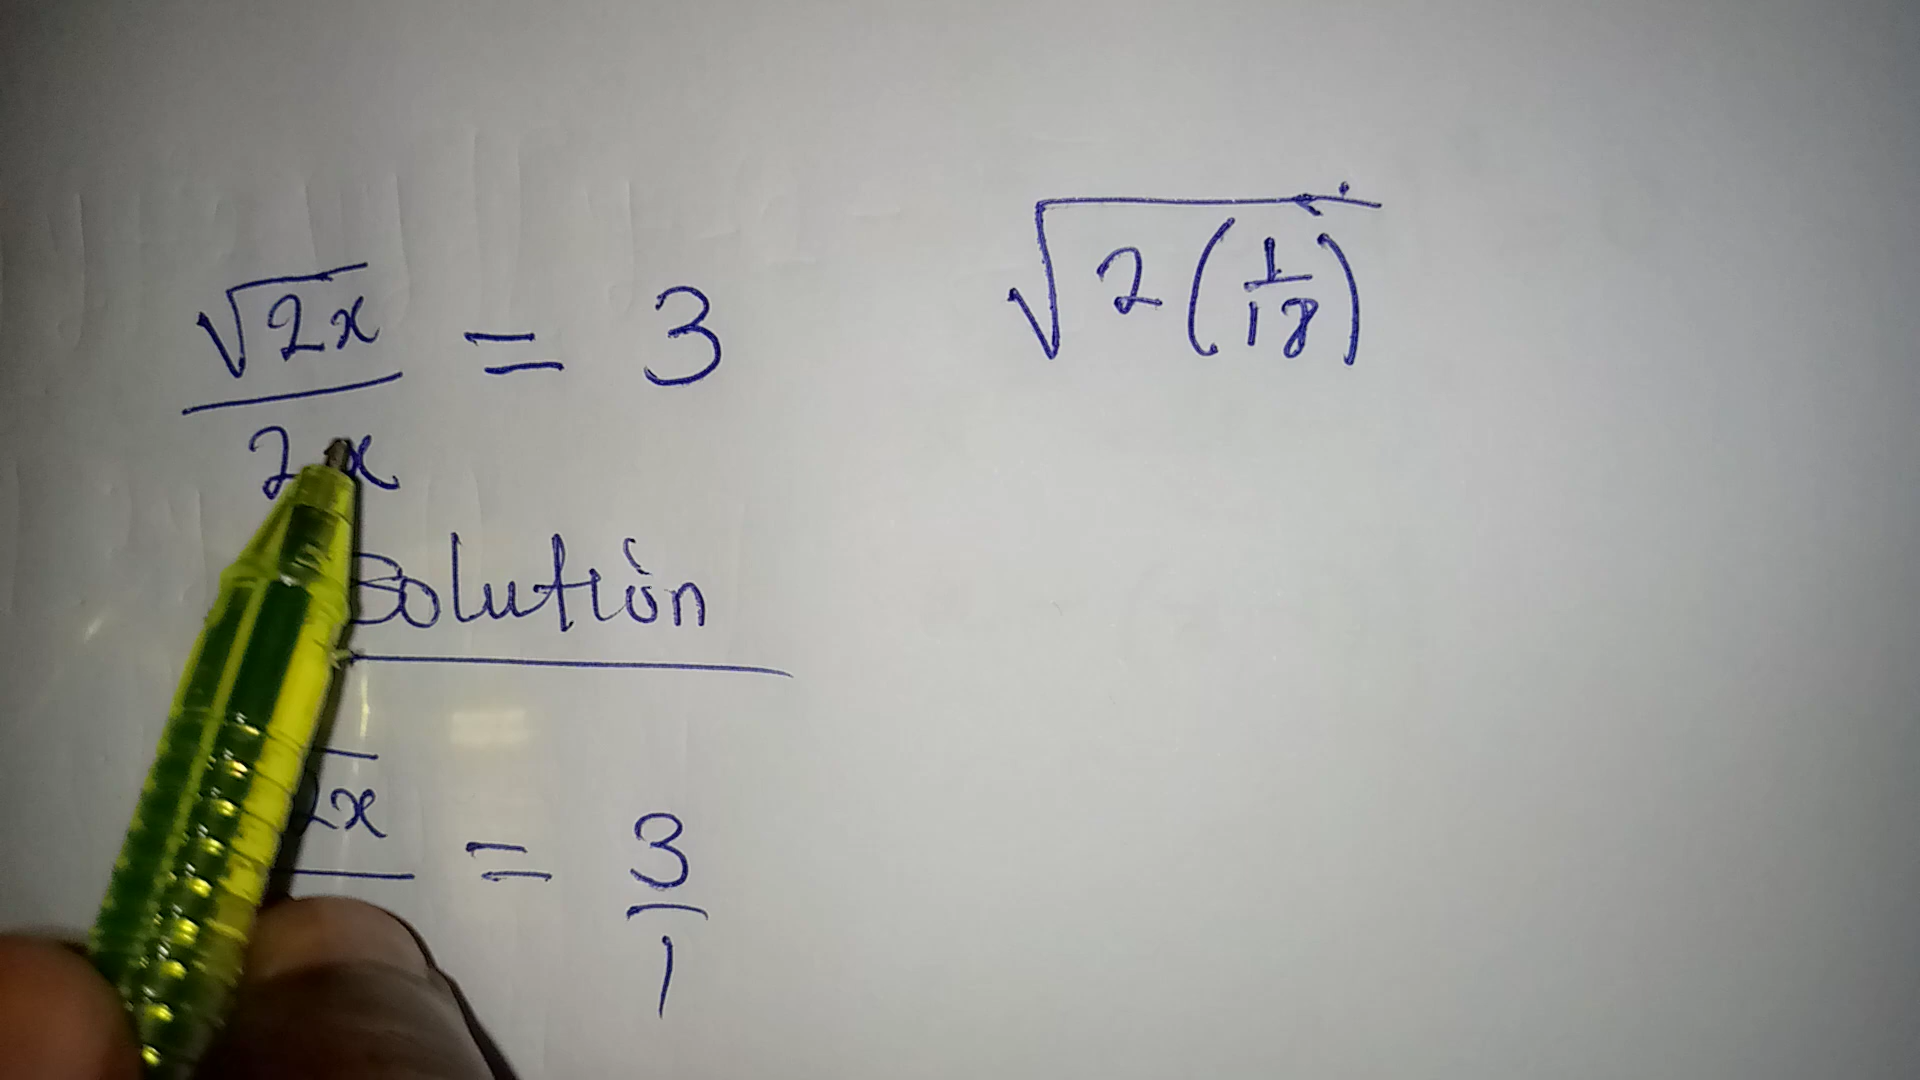 √2x / 2x = 3
√2(1/18)
Solution
2x = 3/1